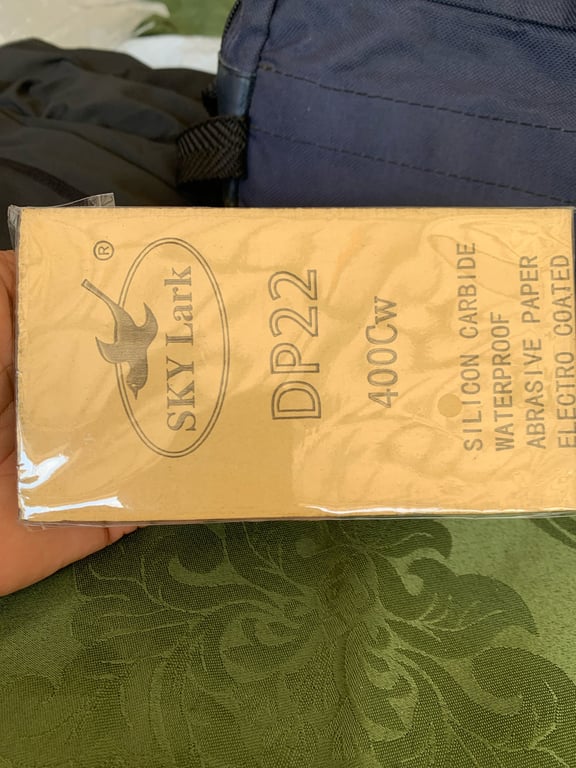 ®
SKY Lark
DP22
400Cw
SILICON CARBIDE
WATERPROOF
ABRASIVE PAPER
ELECTRO COATED